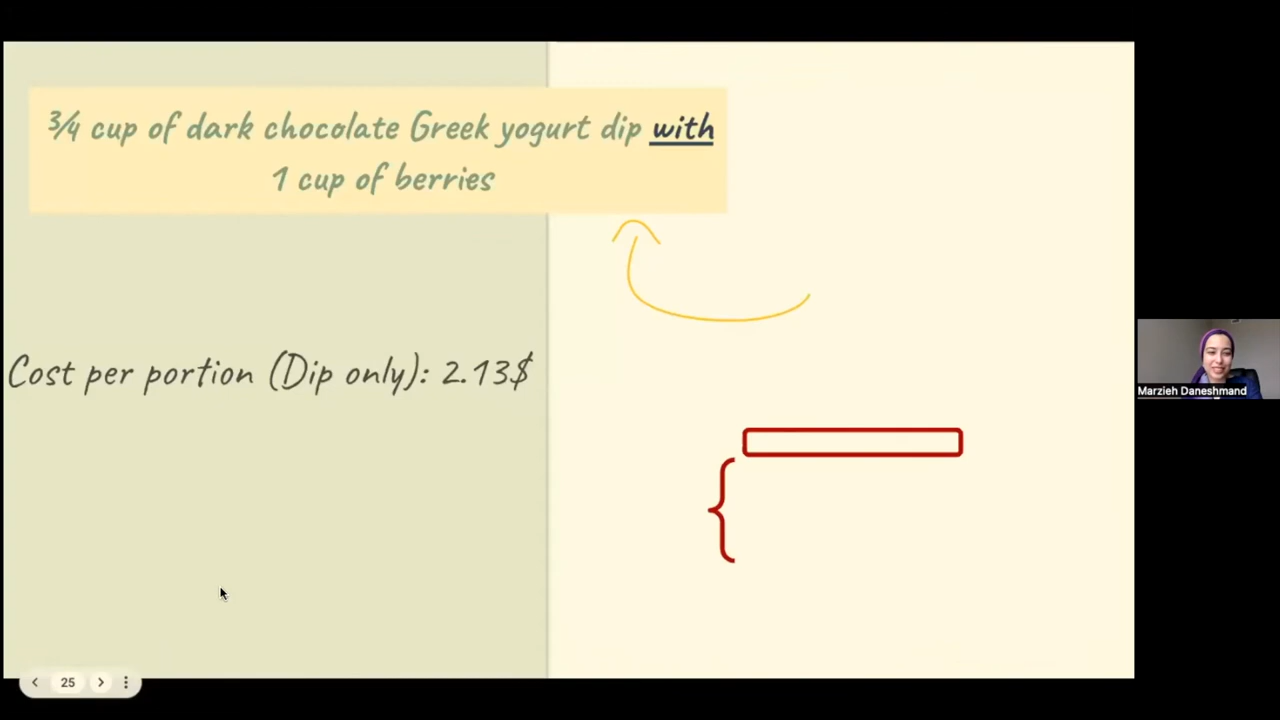 ¾ cup of dark chocolate Greek yogurt dip with
1 cup of berries
Cost per portion (Dip only): 2.13$
Marzieh Daneshmand
25